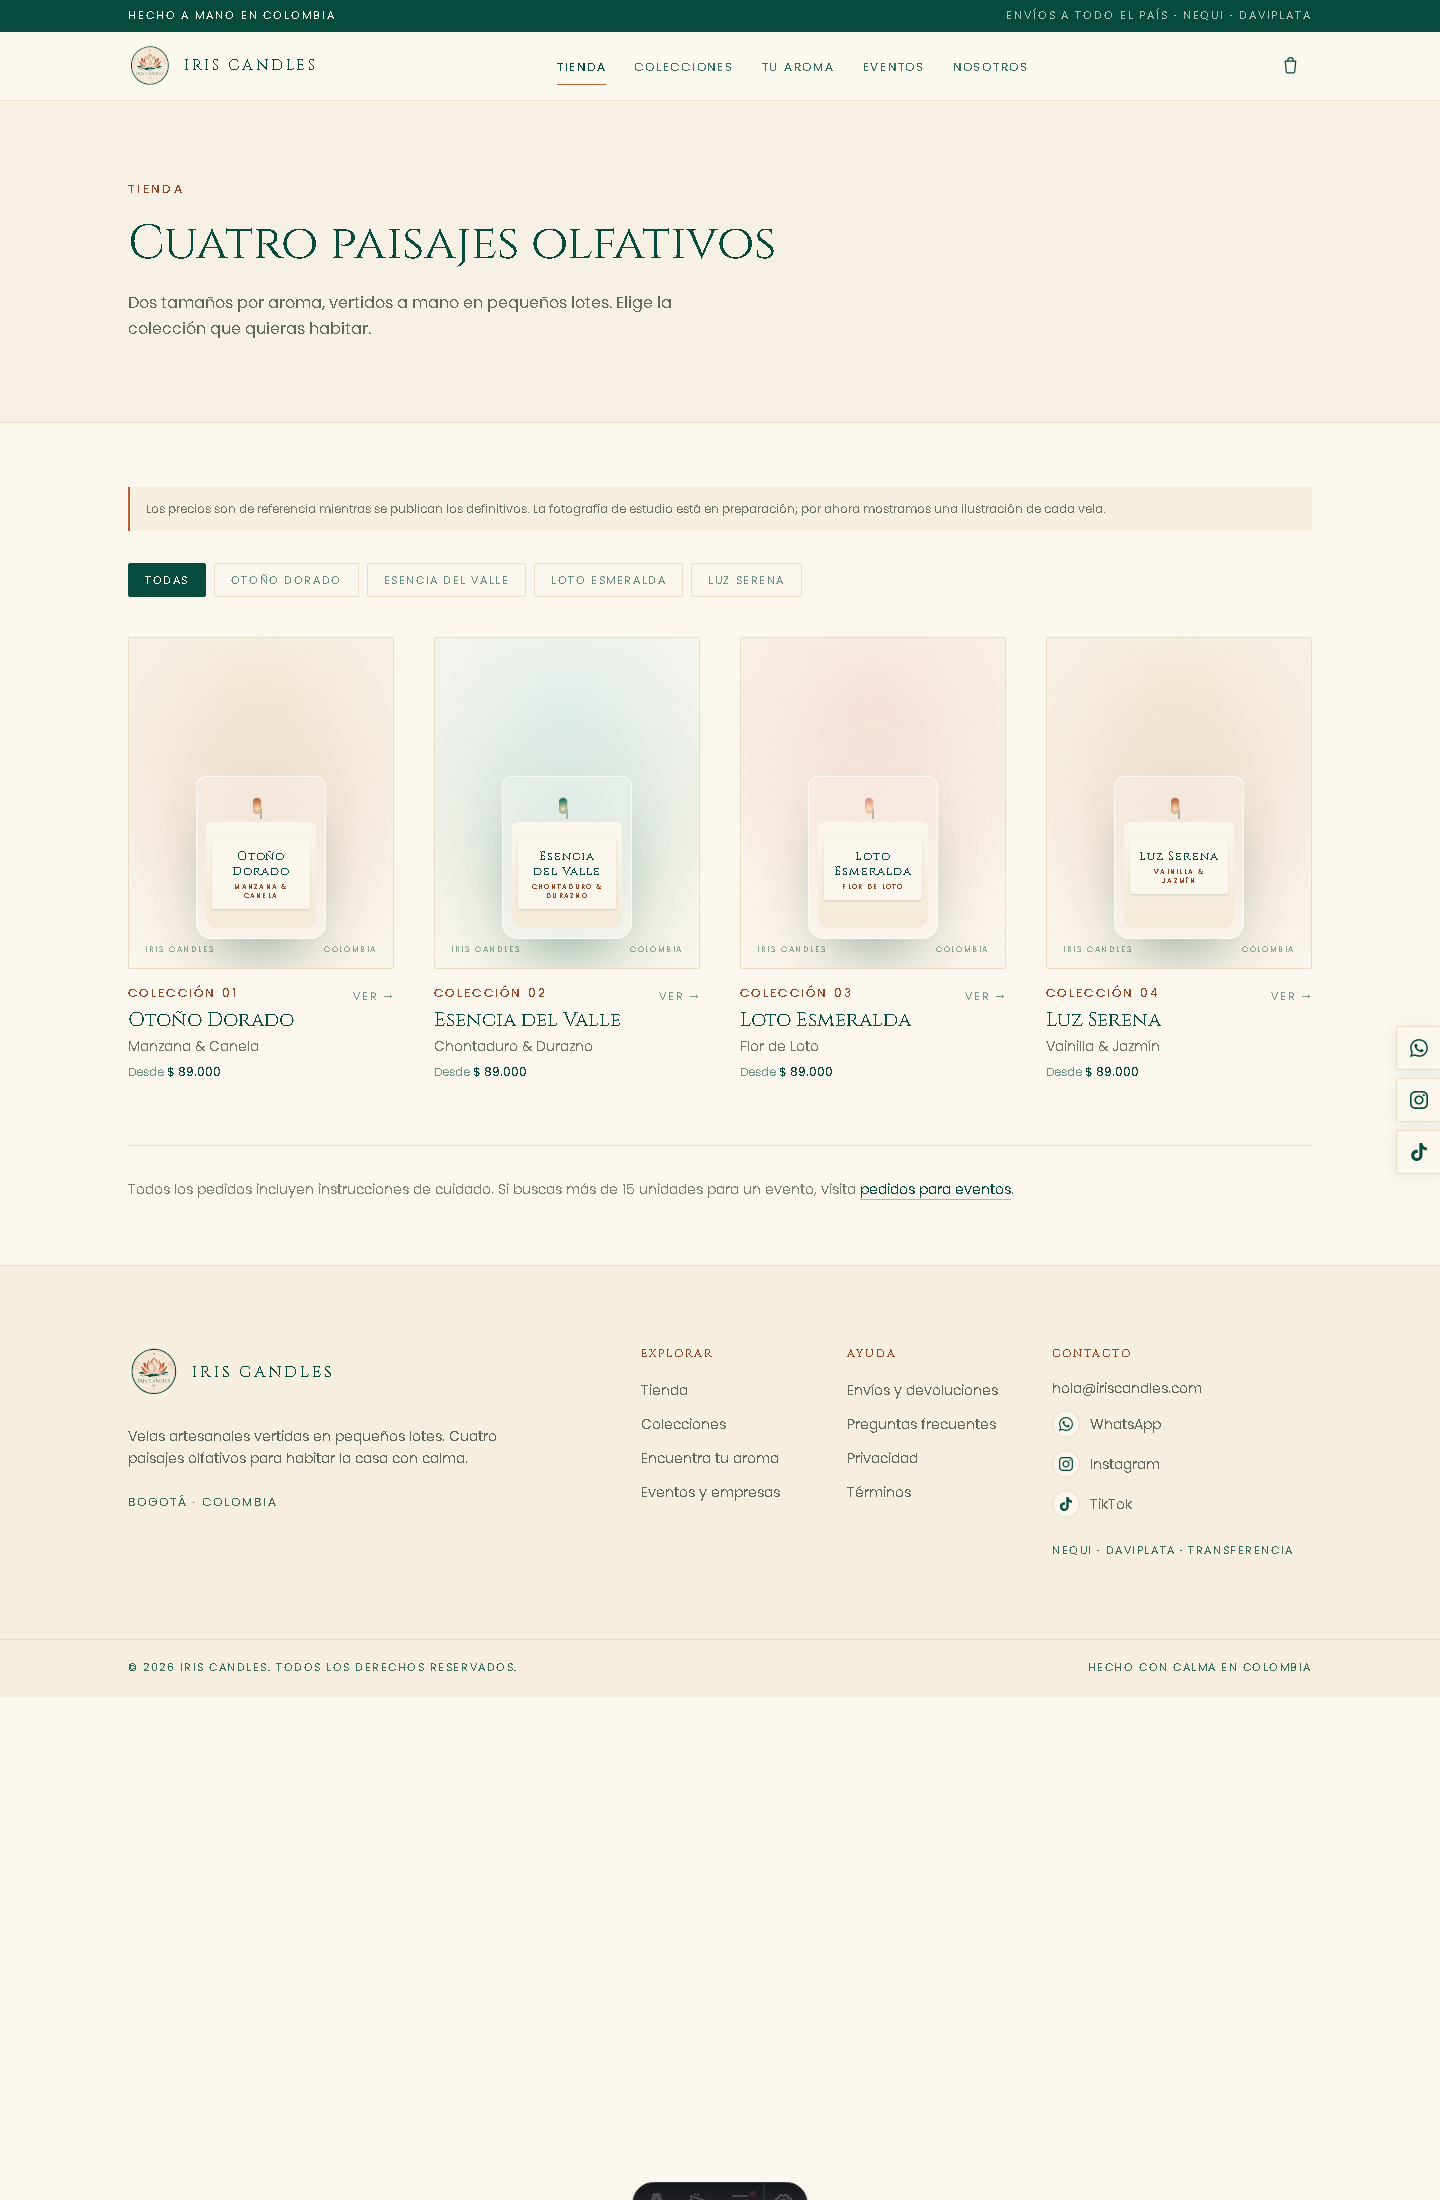 HECHO A MANO EN COLOMBIA
ENVÍOS A TODO EL PAÍS · NEQUI · DAVIPLATA
IRIS CANDLES
TIENDA
COLECCIONES
TU AROMA
EVENTOS
NOSOTROS
TIENDA
Cuatro paisajes olfativos
Dos tamaños por aroma, vertidos a mano en pequeños lotes. Elige la
colección que quieras habitar.
Los precios son de referencia mientras se publican los definitivos. La fotografía de estudio está en preparación; por ahora mostramos una ilustración de cada vela.
TODAS
OTOÑO DORADO
ESENCIA DEL VALLE
LOTO ESMERALDA
LUZ SERENA
Otoño
Dorado
MANZANA &
CANELA
IRIS CANDLES
COLOMBIA
Esencia
del Valle
CHONTADURO &
DURAZNO
IRIS CANDLES
COLOMBIA
Loto
Esmeralda
FLOR DE LOTO
IRIS CANDLES
COLOMBIA
Luz Serena
VAINILLA &
JAZMÍN
IRIS CANDLES
COLOMBIA
COLECCIÓN 01
VER →
Otoño Dorado
Manzana & Canela
Desde $ 89.000
COLECCIÓN 02
VER →
Esencia del Valle
Chontaduro & Durazno
Desde $ 89.000
COLECCIÓN 03
VER →
Loto Esmeralda
Flor de Loto
Desde $ 89.000
COLECCIÓN 04
VER →
Luz Serena
Vainilla & Jazmín
Desde $ 89.000
Todos los pedidos incluyen instrucciones de cuidado. Si buscas más de 15 unidades para un evento, visita pedidos para eventos.
IRIS CANDLES
IRIS CANDLES
Velas artesanales vertidas en pequeños lotes. Cuatro
paisajes olfativos para habitar la casa con calma.
BOGOTÁ · COLOMBIA
EXPLORAR
Tienda
Colecciones
Encuentra tu aroma
Eventos y empresas
AYUDA
Envíos y devoluciones
Preguntas frecuentes
Privacidad
Términos
CONTACTO
hola@iriscandles.com
WhatsApp
Instagram
TikTok
NEQUI · DAVIPLATA · TRANSFERENCIA
© 2026 IRIS CANDLES. TODOS LOS DERECHOS RESERVADOS.
HECHO CON CALMA EN COLOMBIA